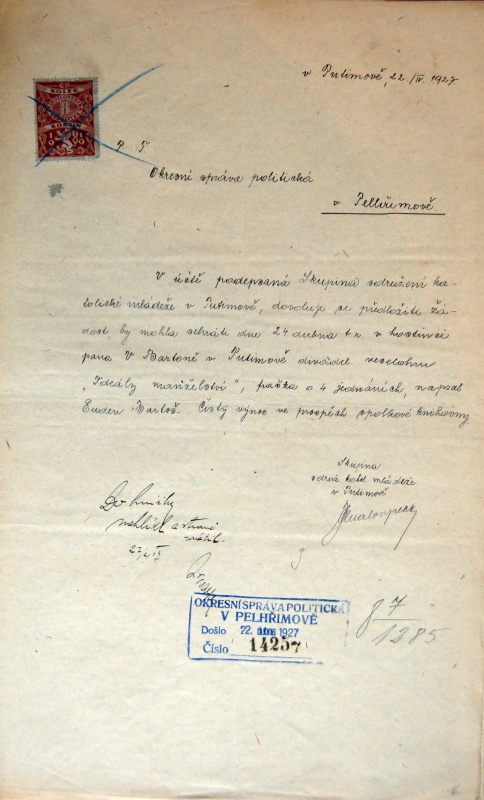 v Putimově, 22./IV. 1927
KOLEK
P. T.
Okresní správa politická
v Pelhřimově
V úctě podepsaná Skupina sdružení ka-
tolické mládeže v Putimově, dovoluje si předložiti žá-
dost, by mohla sehráti dne 24 dubna t. r. v hostinci
pana V Bartoně v Putimově divadlo veselohru
„Ideály manželství", fraška o 4 jednáních, napsal
Bartoš. Čistý výnos ve prospěch spolkové knihovny
Skupina
sdruž. katol. mládeže
v Putimově
OKRESNÍ SPRÁVA POLITICKÁ
V PELHŘIMOVĚ
Došlo 22. dubna 1927
Číslo 14257
7
1285